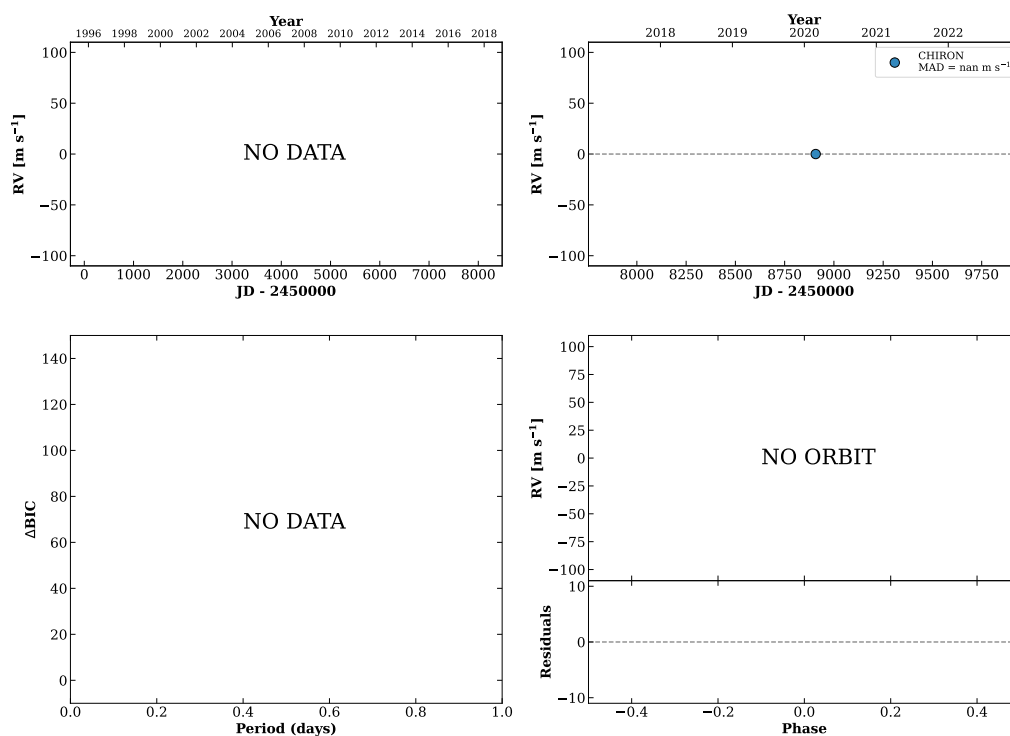 Year
1996 1998 2000 2002 2004 2006 2008 2010 2012 2014 2016 2018
100
50
0
−50
−100
RV [m s⁻¹]
NO DATA
0 1000 2000 3000 4000 5000 6000 7000 8000
JD - 2450000
Year
2018 2019 2020 2021 2022
CHIRON
MAD = nan m s⁻¹
100
50
0
−50
−100
RV [m s⁻¹]
8000 8250 8500 8750 9000 9250 9500 9750
JD - 2450000
140
120
100
80
60
40
20
0
ΔBIC
NO DATA
0.0 0.2 0.4 0.6 0.8 1.0
Period (days)
100
75
50
25
0
−25
−50
−75
−100
RV [m s⁻¹]
NO ORBIT
10
0
−10
Residuals
−0.4 −0.2 0.0 0.2 0.4
Phase